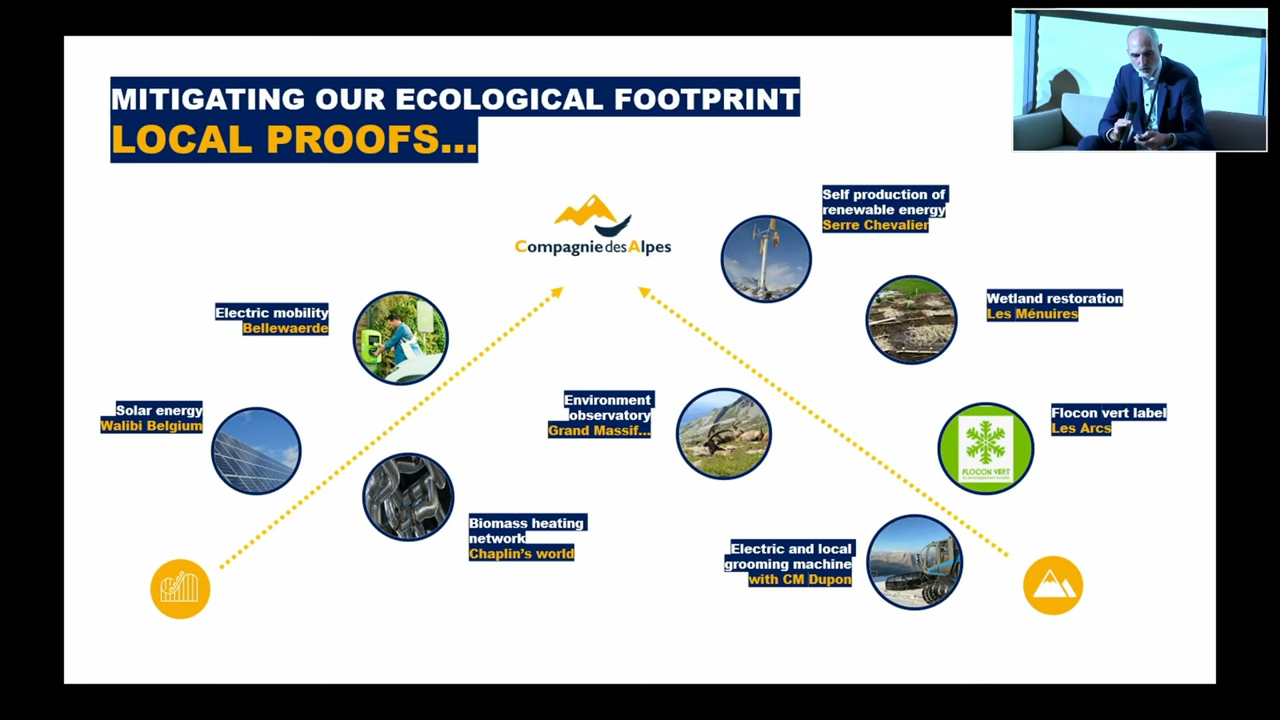 MITIGATING OUR ECOLOGICAL FOOTPRINT
LOCAL PROOFS...
Compagnie des Alpes
Self production of
renewable energy
Serre Chevalier
Electric mobility
Bellewaerde
Wetland restoration
Les Ménuires
Solar energy
Walibi Belgium
Environment
observatory
Grand Massif...
Flocon vert label
Les Arcs
FLOCON VERT
Biomass heating
network
Chaplin's world
Electric and local
grooming machine
with CM Dupon